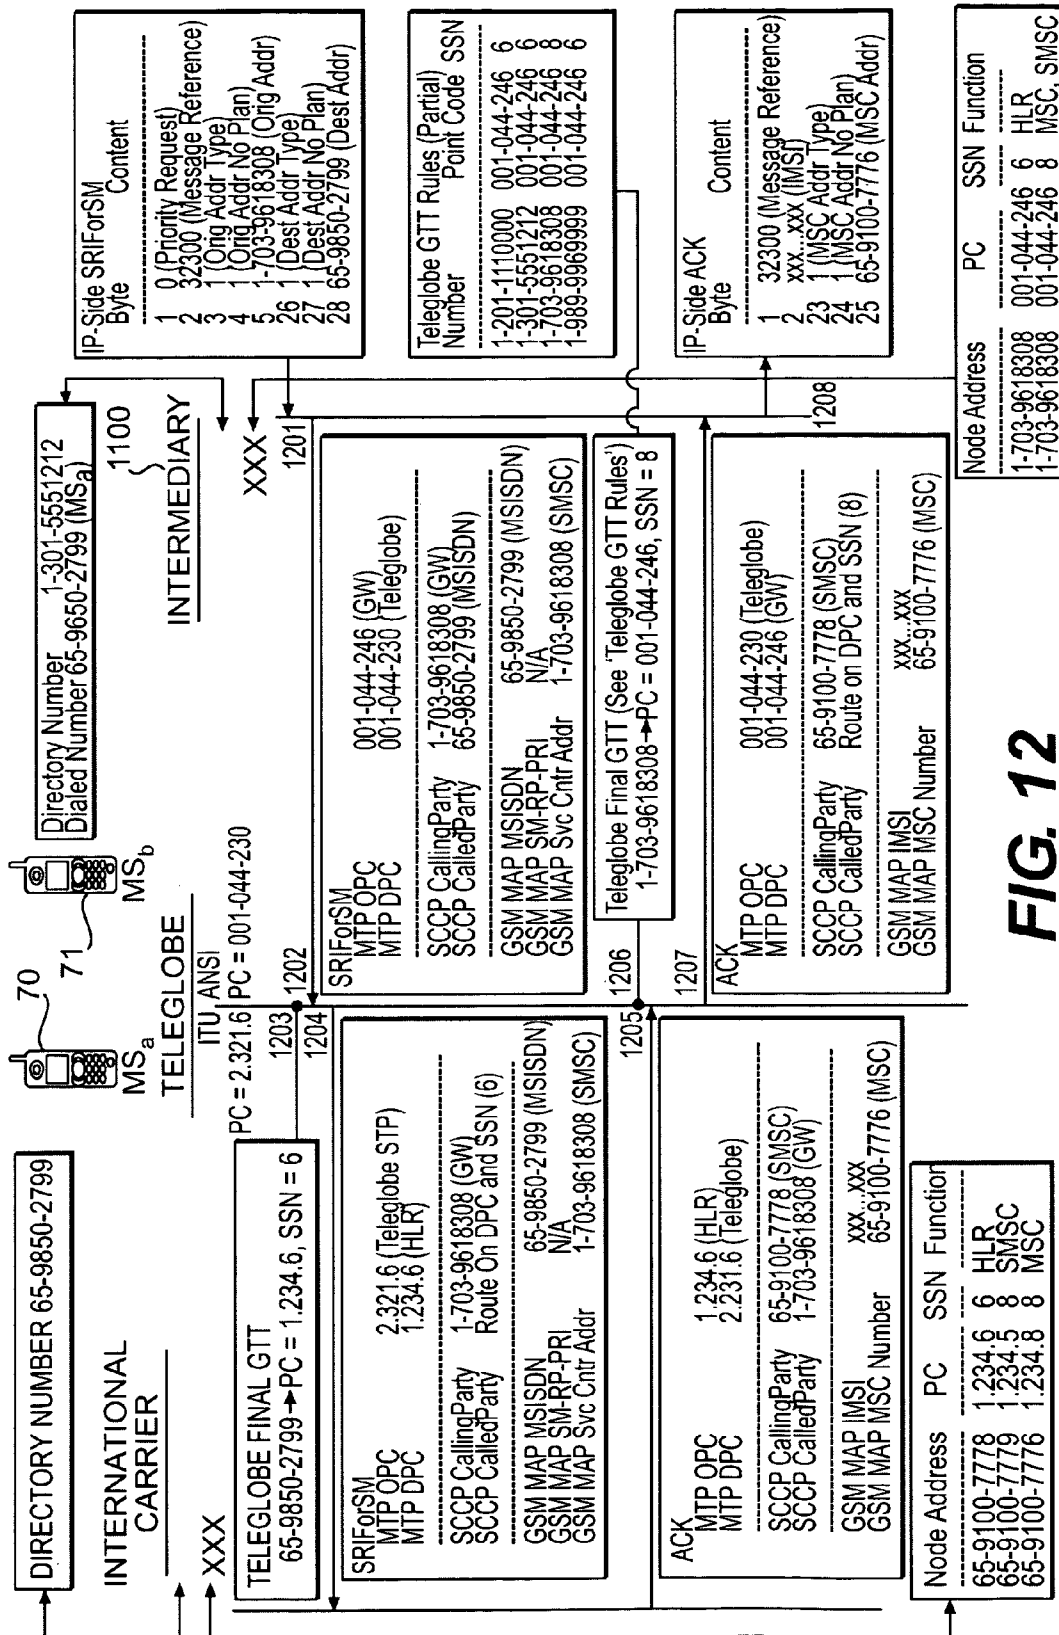 DIRECTORY NUMBER 65-9850-2799
INTERNATIONAL
CARRIER
XXX
70
71
MSa
MSb
TELEGLOBE
ITU ANSI
PC = 2.321.6 PC = 001-044-230
Directory Number 1-301-5551212
Dialed Number 65-9650-2799 (MSa)
1100
INTERMEDIARY
XXX
IP-Side SRIForSM
Byte Content
1 0 (Priority Request)
2 32300 (Message Reference)
3 1 (Orig Addr Type)
4 1 (Orig Addr No Plan)
5 1-703-9618308 (Orig Addr)
26 1 (Dest Addr Type)
27 1 (Dest Addr No Plan)
28 65-9850-2799 (Dest Addr)
TELEGLOBE FINAL GTT
65-9850-2799 → PC = 1.234.6, SSN = 6
1203
1204
1202
1201
SRIForSM
MTP OPC 2.321.6 (Teleglobe STP)
MTP DPC 1.234.6 (HLR)
SCCP CallingParty 1-703-9618308 (GW)
SCCP CalledParty Route On DPC and SSN (6)
GSM MAP MSISDN 65-9850-2799 (MSISDN)
GSM MAP SM-RP-PRI N/A
GSM MAP Svc Cntr Addr 1-703-9618308 (SMSC)
SRIForSM
MTP OPC 001-044-246 (GW)
MTP DPC 001-044-230 (Teleglobe)
SCCP CallingParty 1-703-9618308 (GW)
SCCP CalledParty 65-9850-2799 (MSISDN)
GSM MAP MSISDN 65-9850-2799 (MSISDN)
GSM MAP SM-RP-PRI N/A
GSM MAP Svc Cntr Addr 1-703-9618308 (SMSC)
Teleglobe GTT Rules (Partial)
Number Point Code SSN
1-201-1110000 001-044-246 6
1-301-5551212 001-044-246 6
1-703-9618308 001-044-246 8
1-989-9969999 001-044-246 6
1205
1206
Teleglobe Final GTT (See 'Teleglobe GTT Rules')
1-703-9618308 → PC = 001-044-246, SSN = 8
1207
ACK
MTP OPC 1.234.6 (HLR)
MTP DPC 2.231.6 (Teleglobe)
SCCP CallingParty 65-9100-7778 (SMSC)
SCCP CalledParty 1-703-9618308 (GW)
GSM MAP IMSI xxx...xxx
GSM MAP MSC Number 65-9100-7776 (MSC)
ACK
MTP OPC 001-044-230 (Teleglobe)
MTP DPC 001-044-246 (GW)
SCCP CallingParty 65-9100-7778 (SMSC)
SCCP CalledParty Route on DPC and SSN (8)
GSM MAP IMSI xxx...xxx
GSM MAP MSC Number 65-9100-7776 (MSC)
1208
IP-Side ACK
Byte Content
1 32300 (Message Reference)
2 xxx...xxx (IMSI)
23 1 (MSC Addr Type)
24 1 (MSC Addr No Plan)
25 65-9100-7776 (MSC Addr)
Node Address PC SSN Function
65-9100-7778 1.234.6 6 HLR
65-9100-7779 1.234.5 8 SMSC
65-9100-7776 1.234.8 8 MSC
Node Address PC SSN Function
1-703-9618308 001-044-246 6 HLR
1-703-9618308 001-044-246 8 MSC, SMSC
FIG. 12